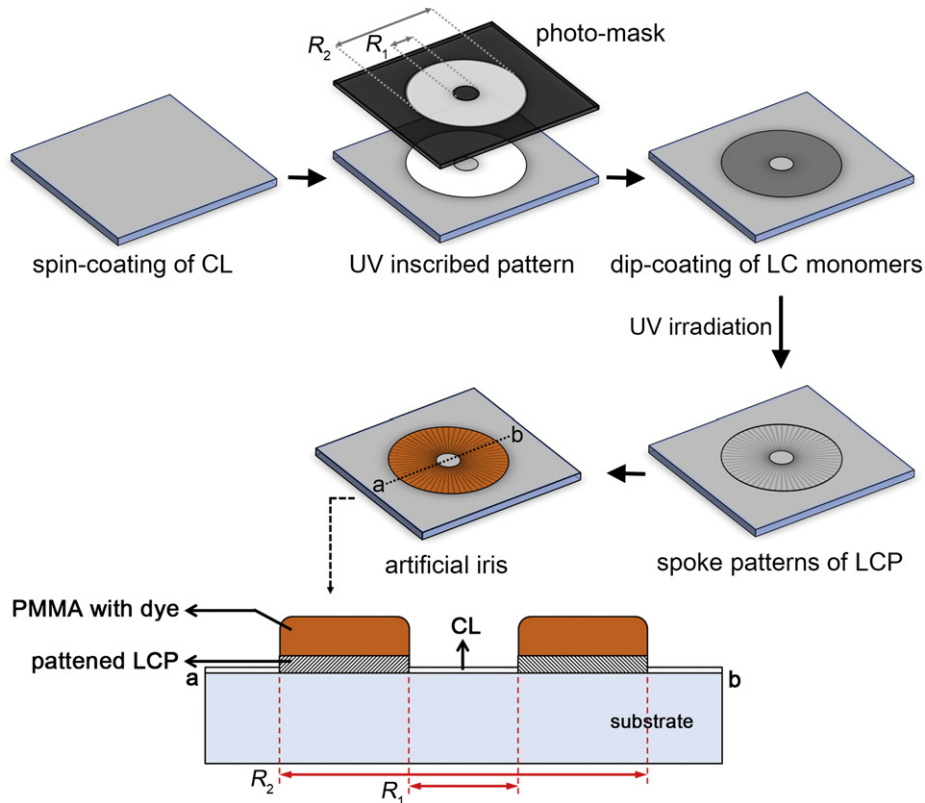 R2
R1
photo-mask
spin-coating of CL
UV inscribed pattern
dip-coating of LC monomers
UV irradiation
a
b
artificial iris
spoke patterns of LCP
PMMA with dye
CL
pattened LCP
a
b
substrate
R2
R1